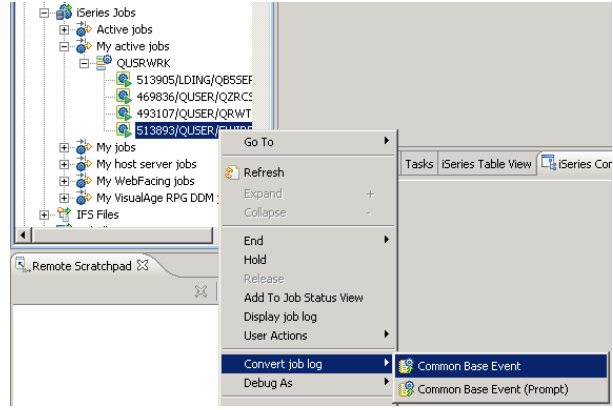 iSeries Jobs
Active jobs
My active jobs
QUSRWRK
513905/LDING/QB5SEF
469836/QUSER/QZRCS
493107/QUSER/QRWT
513893/QUSER/
My jobs
My host server jobs
My WebFacing jobs
My VisualAge RPG DDM
IFS Files
Remote Scratchpad
Go To
Refresh
Expand +
Collapse -
End
Hold
Release
Add To Job Status View
Display job log
User Actions
Convert job log
Debug As
Tasks iSeries Table View iSeries Com
Common Base Event
Common Base Event (Prompt)